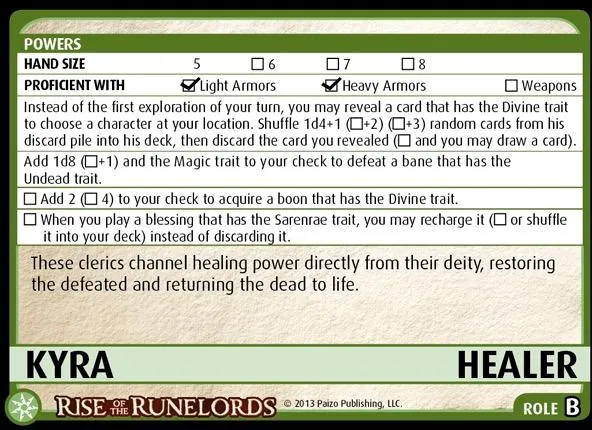 POWERS
HAND SIZE 5 ☐ 6 ☐ 7 ☐ 8
PROFICIENT WITH ☑ Light Armors ☑ Heavy Armors ☐ Weapons
Instead of the first exploration of your turn, you may reveal a card that has the Divine trait
to choose a character at your location. Shuffle 1d4+1 (☐+2) (☐+3) random cards from his
discard pile into his deck, then discard the card you revealed (☐ and you may draw a card).
Add 1d8 (☐+1) and the Magic trait to your check to defeat a bane that has the
Undead trait.
☐ Add 2 (☐ 4) to your check to acquire a boon that has the Divine trait.
☐ When you play a blessing that has the Sarenrae trait, you may recharge it (☐ or shuffle
it into your deck) instead of discarding it.
These clerics channel healing power directly from their deity, restoring
the defeated and returning the dead to life.
KYRA HEALER
RISE OF THE RUNELORDS © 2013 Paizo Publishing, LLC. ROLE B